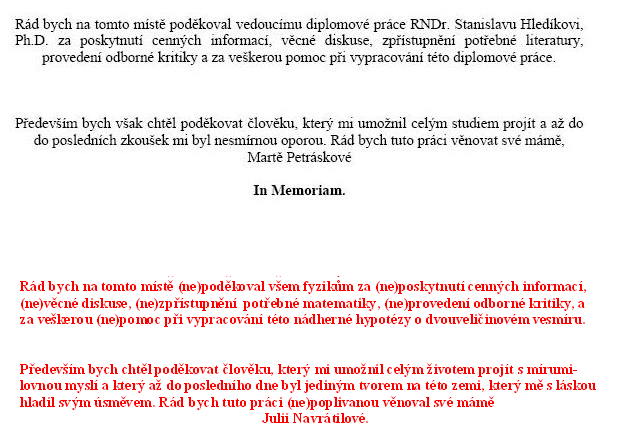 Rád bych na tomto místě poděkoval vedoucímu diplomové práce RNDr. Stanislavu Hledíkovi,
Ph.D. za poskytnutí cenných informací, věcné diskuse, zpřístupnění potřebné literatury,
provedení odborné kritiky a za veškerou pomoc při vypracování této diplomové práce.
Především bych však chtěl poděkovat člověku, který mi umožnil celým studiem projít a až do
do posledních zkoušek mi byl nesmírnou oporou. Rád bych tuto práci věnovat své mámě,
Martě Petráskové
In Memoriam.
Rád bych na tomto místě (ne)poděkoval všem fyzikům za (ne)poskytnutí cenných informací,
(ne)věcné diskuse, (ne)zpřístupnění potřebné matematiky, (ne)provedení odborné kritiky, a
za veškerou (ne)pomoc při vypracování této nádherné hypotézy o dvouveličinovém vesmíru.
Především bych chtěl poděkovat člověku, který mi umožnil celým životem projít s mírumi-
lovnou myslí a který až do posledního dne byl jediným tvorem na této zemi, který mě s láskou
hladil svým úsměvem. Rád bych tuto práci (ne)poplivanou věnoval své mámě
Julii Navrátilové.